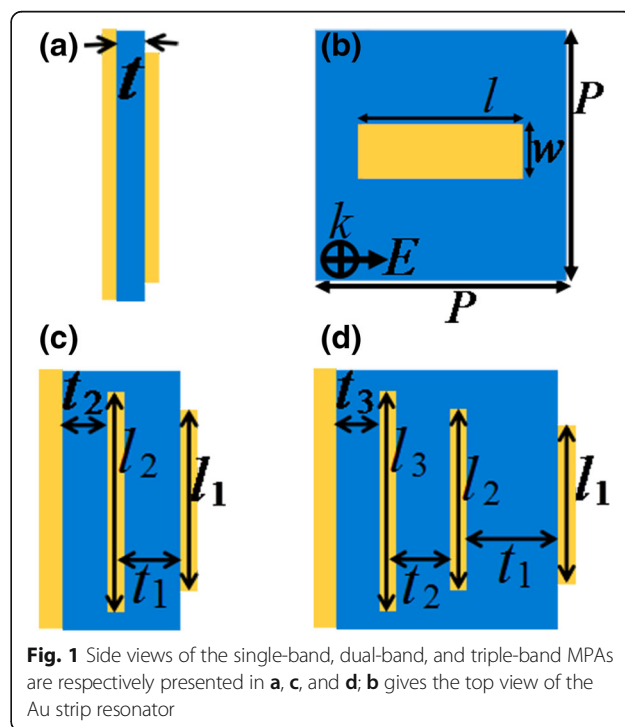 (a)
t
(b)
l
P
w
k
E
P
(c)
t2
l2
l1
t1
(d)
t3
l3
l2
l1
t2
t1
Fig. 1 Side views of the single-band, dual-band, and triple-band MPAs
are respectively presented in a, c, and d; b gives the top view of the
Au strip resonator